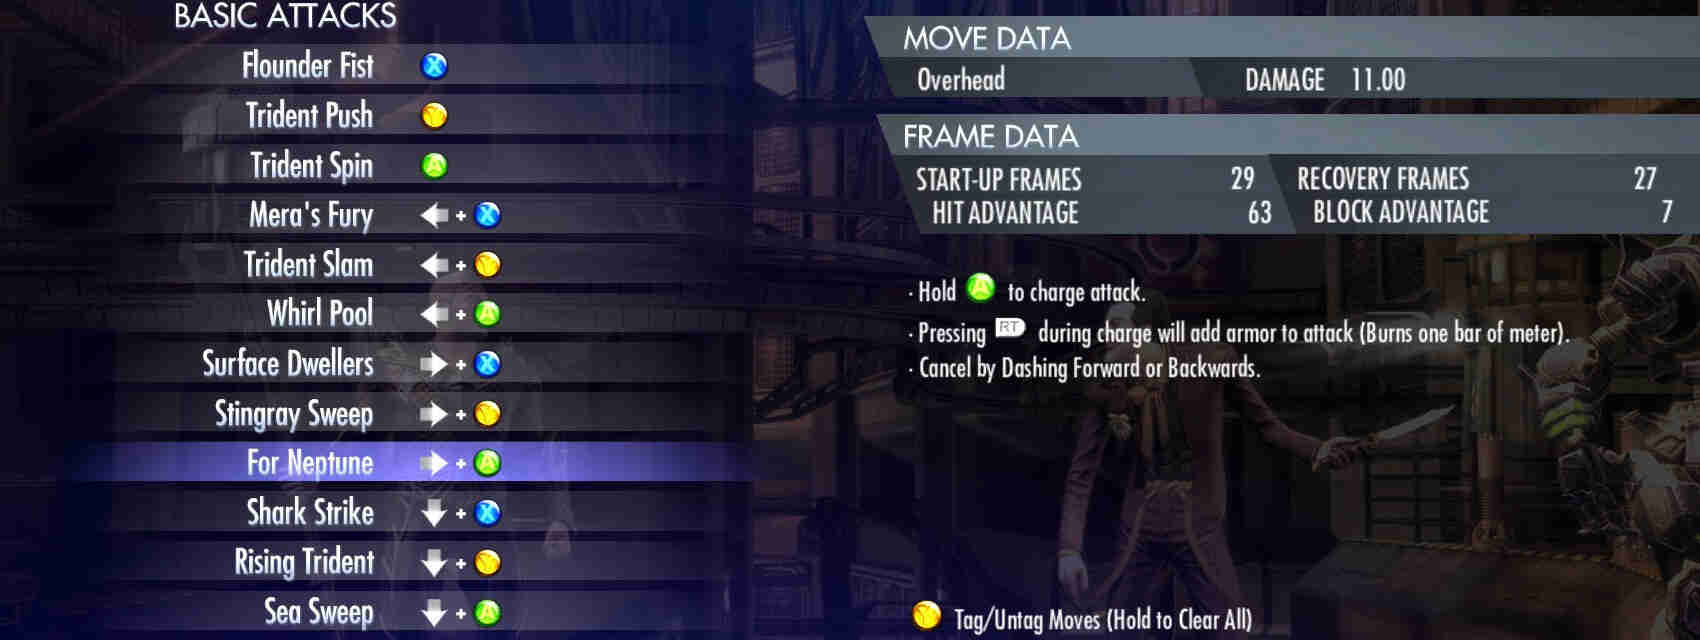 BASIC ATTACKS
Flounder Fist X
Trident Push Y
Trident Spin A
Mera's Fury + X
Trident Slam + Y
Whirl Pool + A
Surface Dwellers + X
Stingray Sweep + Y
For Neptune + A
Shark Strike + X
Rising Trident + Y
Sea Sweep + A
MOVE DATA
Overhead DAMAGE 11.00
FRAME DATA
START-UP FRAMES 29 RECOVERY FRAMES 27
HIT ADVANTAGE 63 BLOCK ADVANTAGE 7
· Hold A to charge attack.
· Pressing RT during charge will add armor to attack (Burns one bar of meter).
· Cancel by Dashing Forward or Backwards.
Y Tag/Untag Moves (Hold to Clear All)